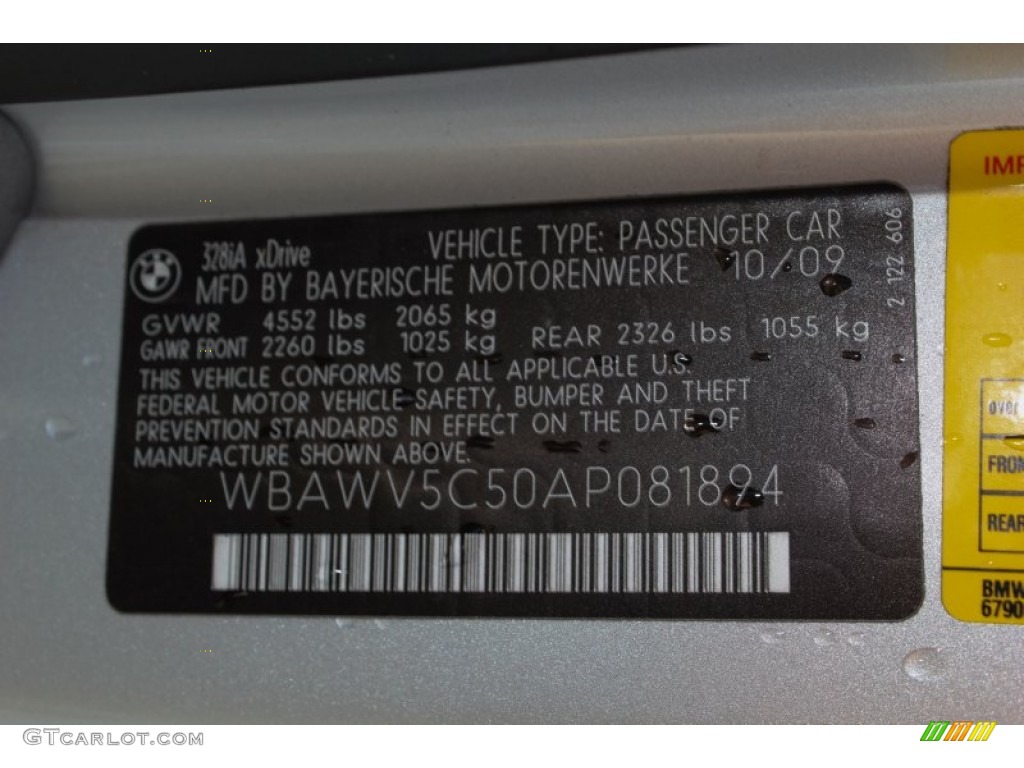 328iA xDrive VEHICLE TYPE: PASSENGER CAR
MFD BY BAYERISCHE MOTORENWERKE 10/09
2 122 606
GVWR 4552 lbs 2065 kg
GAWR FRONT 2260 lbs 1025 kg REAR 2326 lbs 1055 kg
THIS VEHICLE CONFORMS TO ALL APPLICABLE U.S.
FEDERAL MOTOR VEHICLE SAFETY, BUMPER AND THEFT
PREVENTION STANDARDS IN EFFECT ON THE DATE OF
MANUFACTURE SHOWN ABOVE.
WBAWV5C50AP081894
over
REAR
BMW
GTCarlot.com